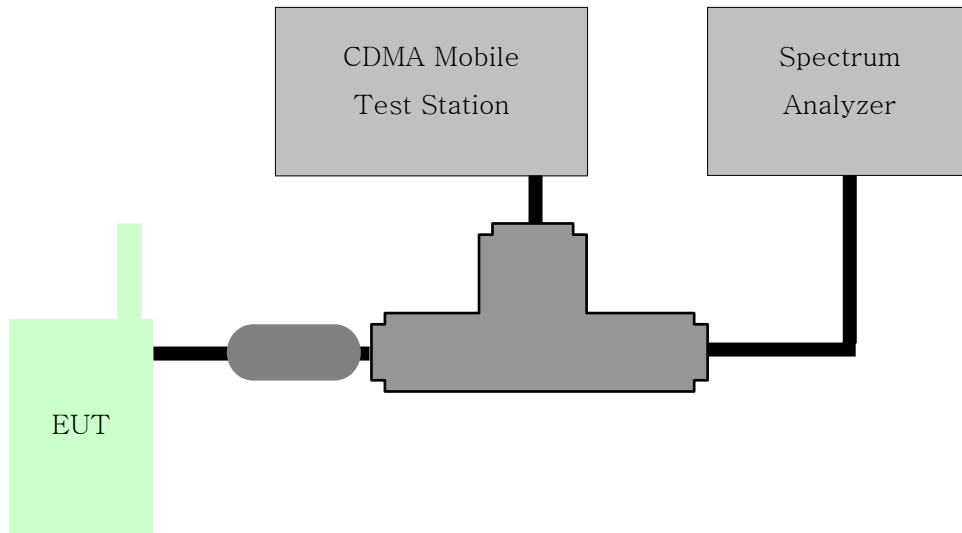 CDMA Mobile
Test Station
Spectrum
Analyzer
EUT